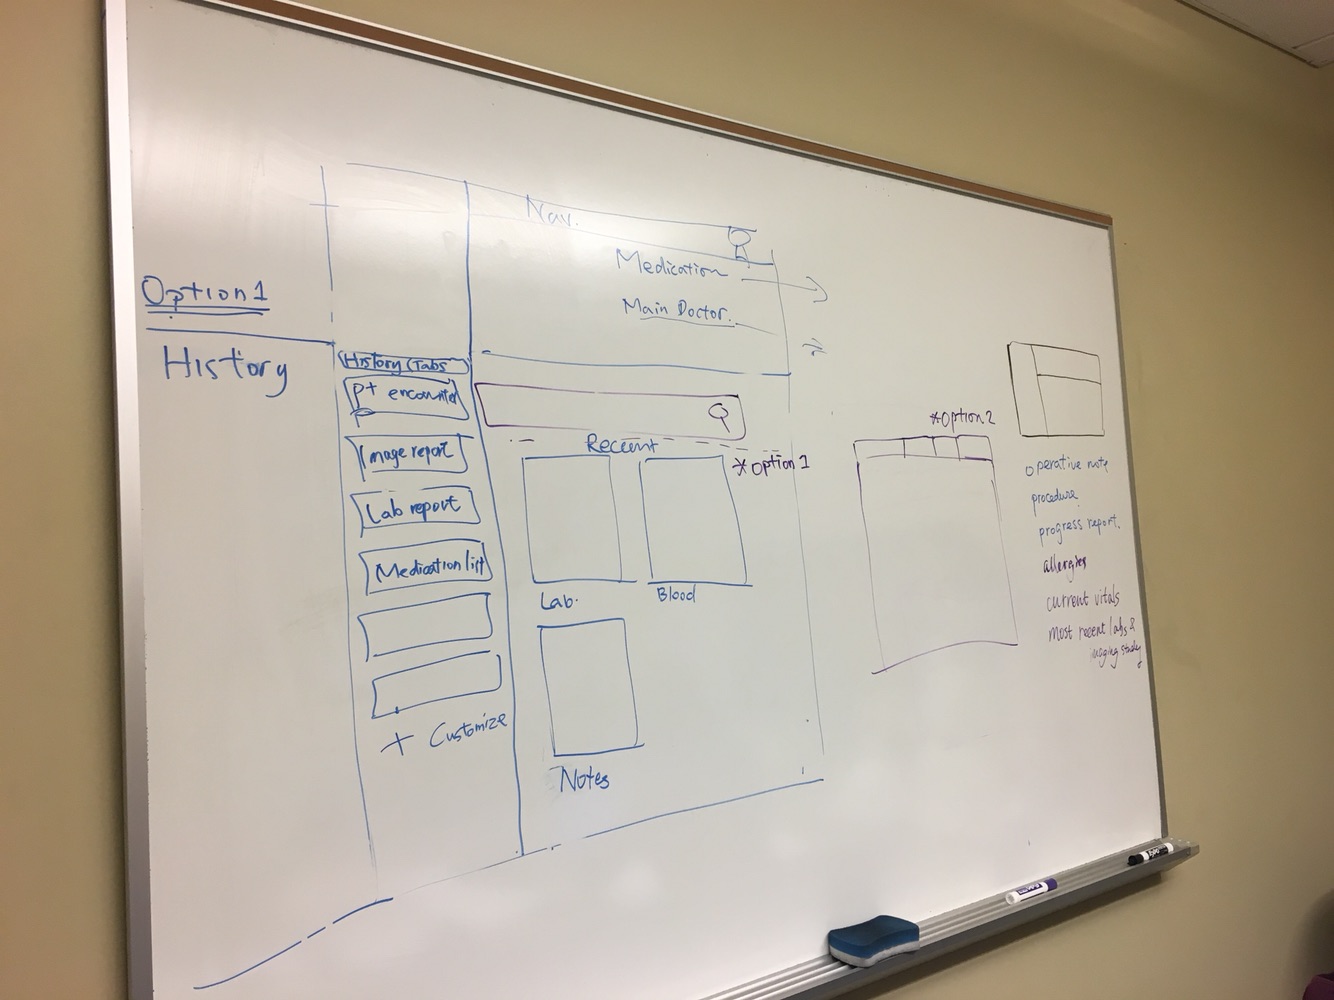 Nav.
Medication
Main Doctor.
Option 1
History
History (Tabs
pt encounter
Image report
Lab report
Medication list
+ Customize
Receent
* option 1
Lab.
Blood
Notes
* Option 2
operative note
procedure
progress report.
allergies
current vitals
most recent labs &
imaging study